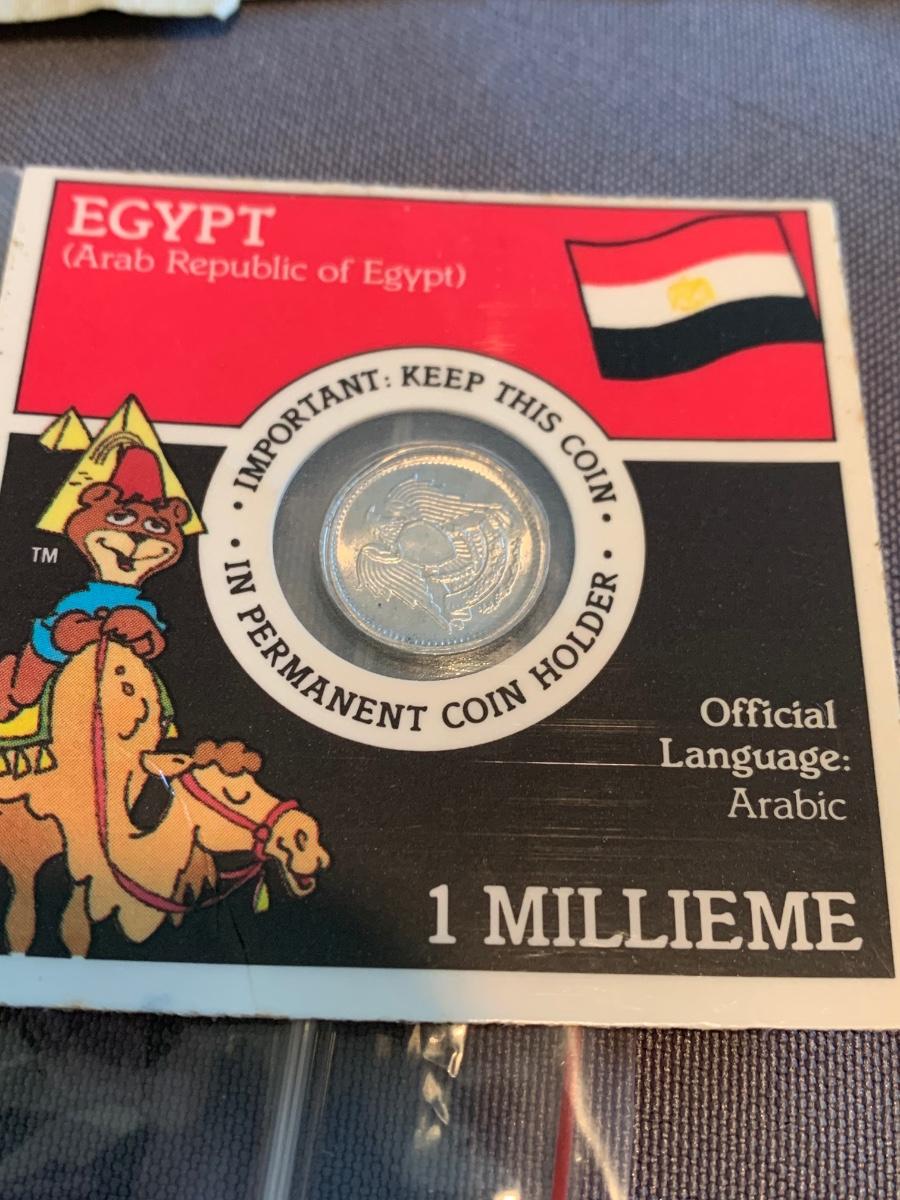 EGYPT
(Arab Republic of Egypt)
• IMPORTANT: KEEP THIS COIN •
• IN PERMANENT COIN HOLDER •
TM
Official
Language:
Arabic
1 MILLIEME